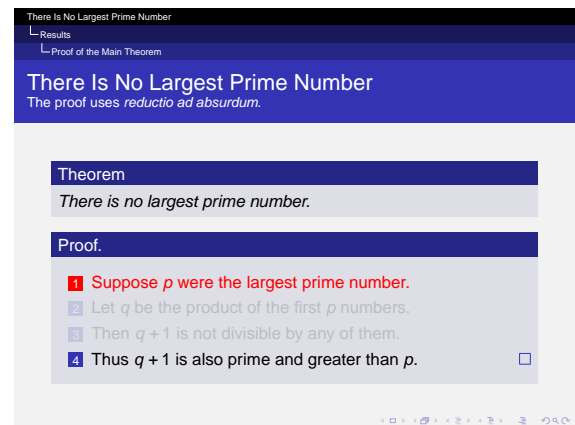 There Is No Largest Prime Number
Results
Proof of the Main Theorem
There Is No Largest Prime Number
The proof uses reductio ad absurdum.
Theorem
There is no largest prime number.
Proof.
1 Suppose p were the largest prime number.
2 Let q be the product of the first p numbers.
3 Then q + 1 is not divisible by any of them.
4 Thus q + 1 is also prime and greater than p.